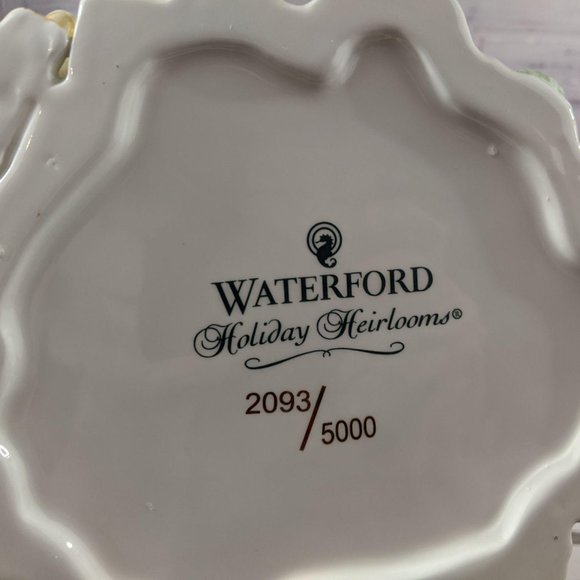 WATERFORD
Holiday Heirlooms®
2093/
5000